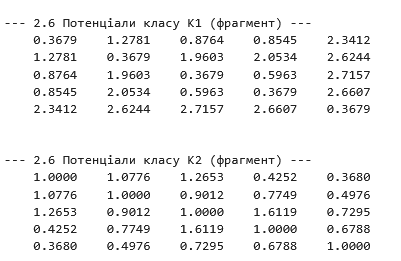 --- 2.6 Потенціали класу K1 (фрагмент) ---
0.3679 1.2781 0.8764 0.8545 2.3412
1.2781 0.3679 1.9603 2.0534 2.6244
0.8764 1.9603 0.3679 0.5963 2.7157
0.8545 2.0534 0.5963 0.3679 2.6607
2.3412 2.6244 2.7157 2.6607 0.3679
--- 2.6 Потенціали класу K2 (фрагмент) ---
1.0000 1.0776 1.2653 0.4252 0.3680
1.0776 1.0000 0.9012 0.7749 0.4976
1.2653 0.9012 1.0000 1.6119 0.7295
0.4252 0.7749 1.6119 1.0000 0.6788
0.3680 0.4976 0.7295 0.6788 1.0000